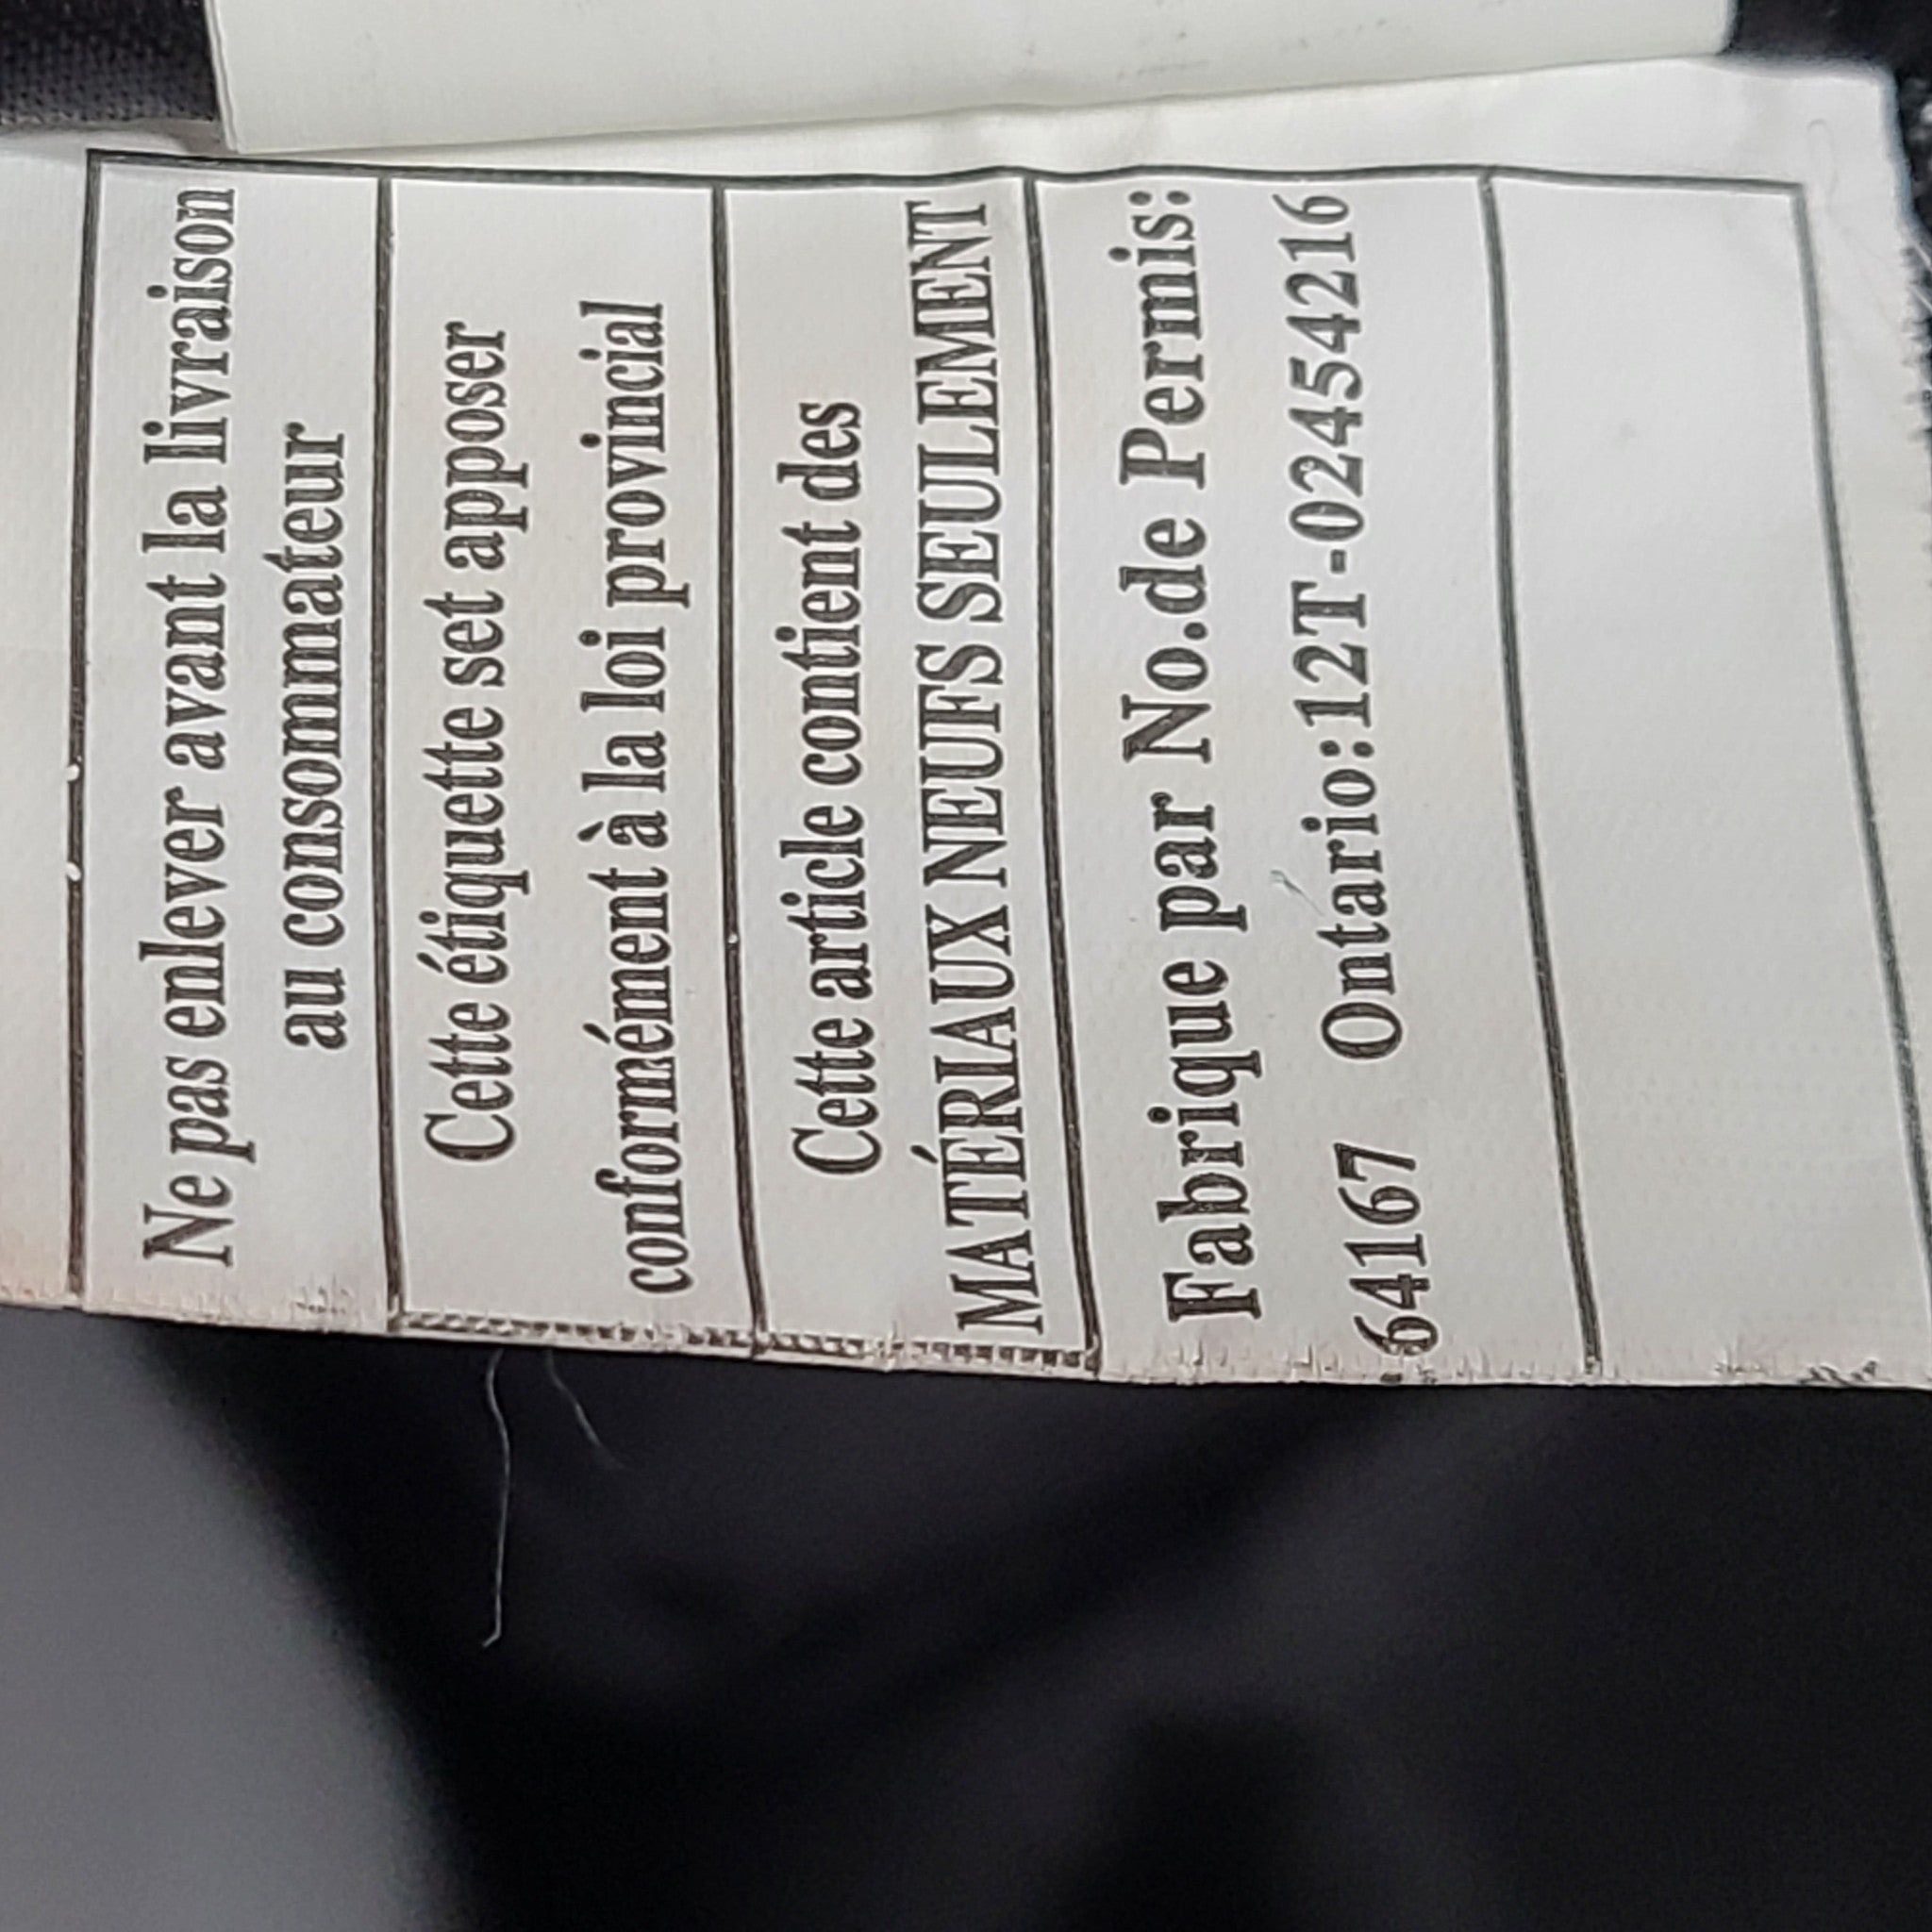 Ne pas enlever avant la livraison
au consommateur
Cette étiquette set apposer
conformément à la loi provincial
Cette article contient des
MATÉRIAUX NEUFS SEULEMENT
Fabrique par No.de Permis:
64167 Ontario:12T-02454216